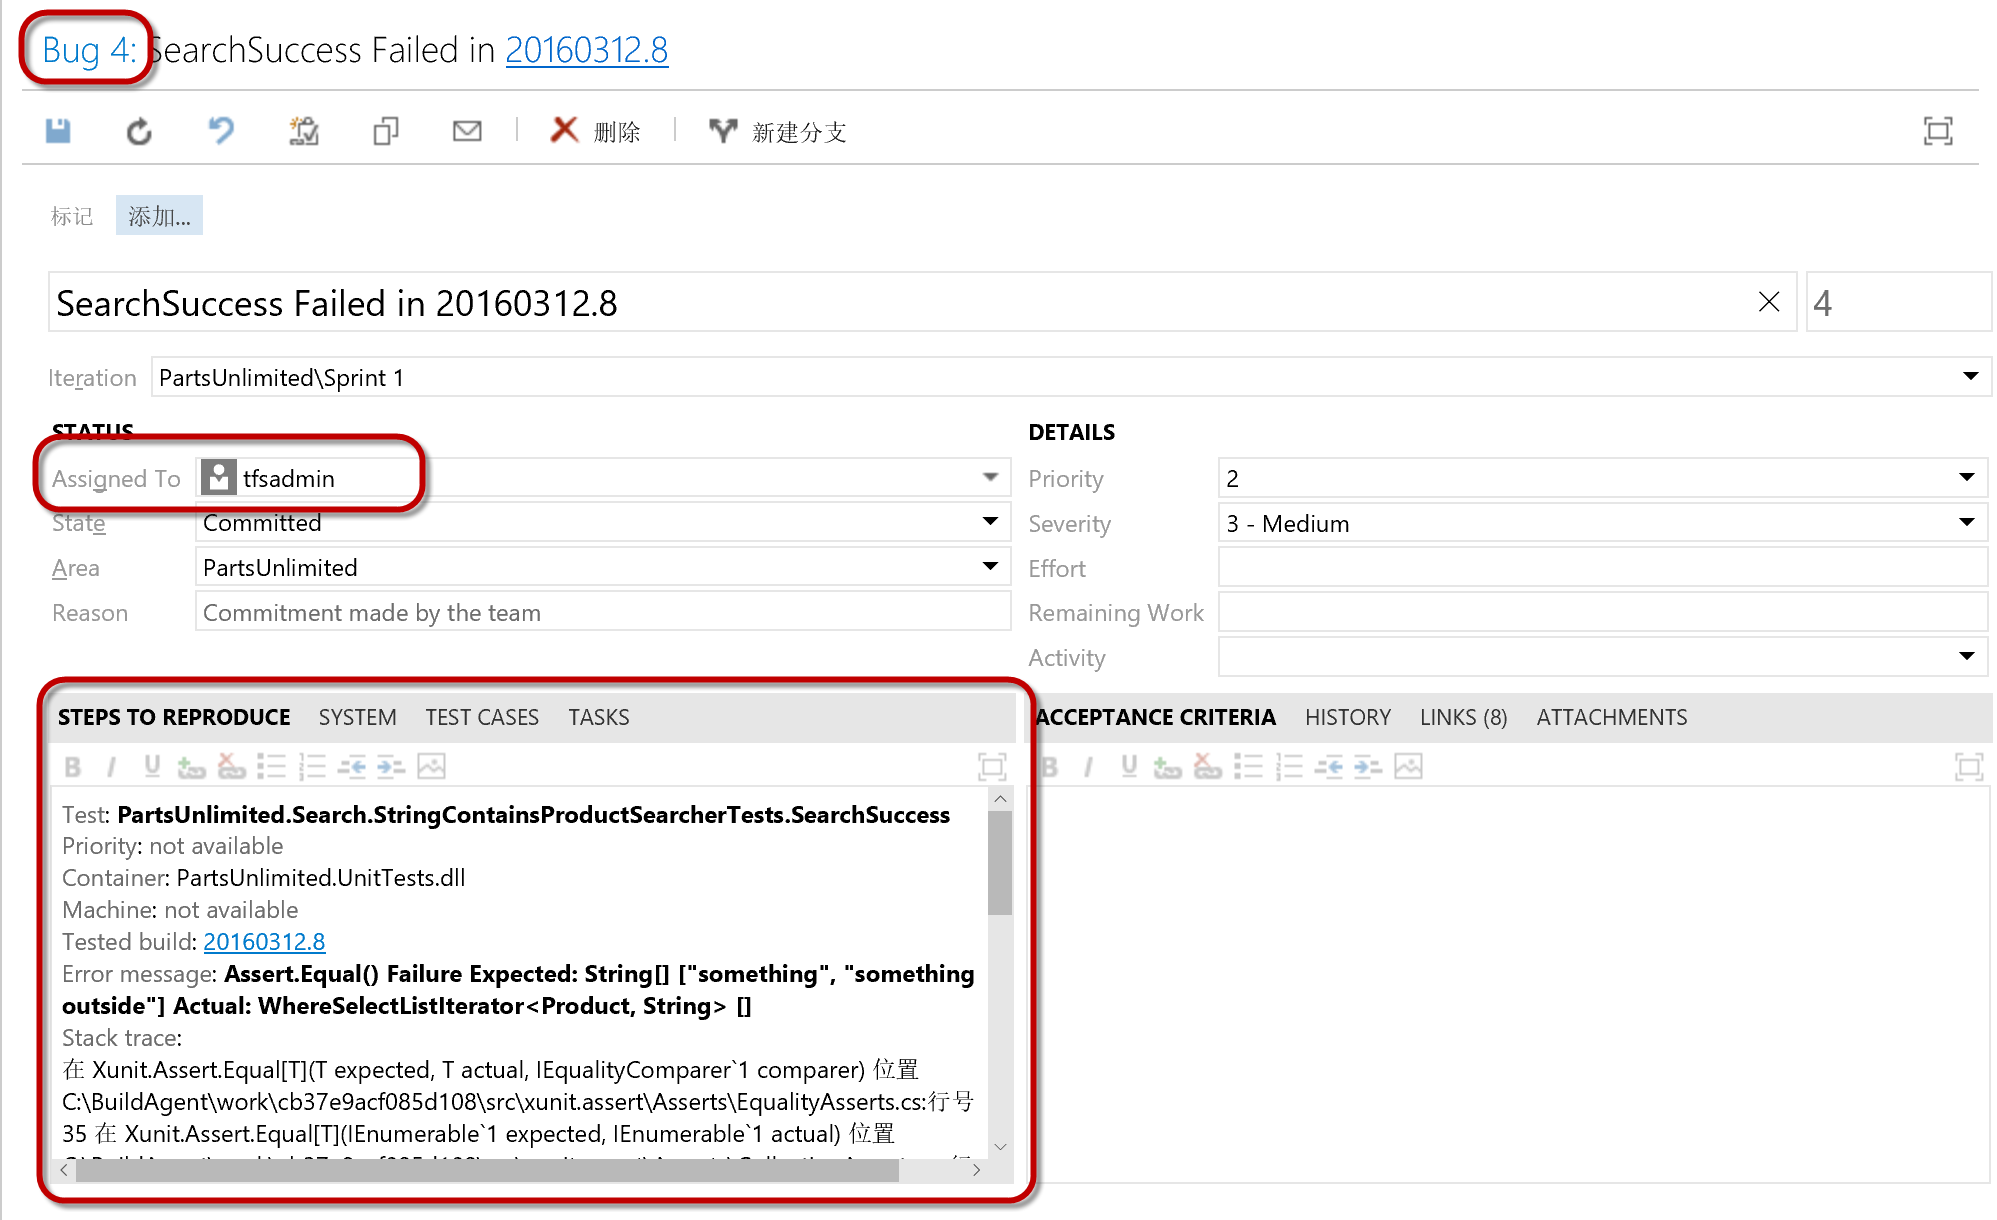 Bug 4: SearchSuccess Failed in 20160312.8
删除 新建分支
标记 添加...
SearchSuccess Failed in 20160312.8 4
Iteration PartsUnlimited\Sprint 1
STATUS DETAILS
Assigned To tfsadmin Priority 2
State Committed Severity 3 - Medium
Area PartsUnlimited Effort
Reason Commitment made by the team Remaining Work
Activity
STEPS TO REPRODUCE SYSTEM TEST CASES TASKS ACCEPTANCE CRITERIA HISTORY LINKS (8) ATTACHMENTS
B I U B I U
Test: PartsUnlimited.Search.StringContainsProductSearcherTests.SearchSuccess
Priority: not available
Container: PartsUnlimited.UnitTests.dll
Machine: not available
Tested build: 20160312.8
Error message: Assert.Equal() Failure Expected: String[] ["something", "something
outside"] Actual: WhereSelectListIterator<Product, String> []
Stack trace:
在 Xunit.Assert.Equal[T](T expected, T actual, IEqualityComparer`1 comparer) 位置
C:\BuildAgent\work\cb37e9acf085d108\src\xunit.assert\Asserts\EqualityAsserts.cs:行号
35 在 Xunit.Assert.Equal[T](IEnumerable`1 expected, IEnumerable`1 actual) 位置